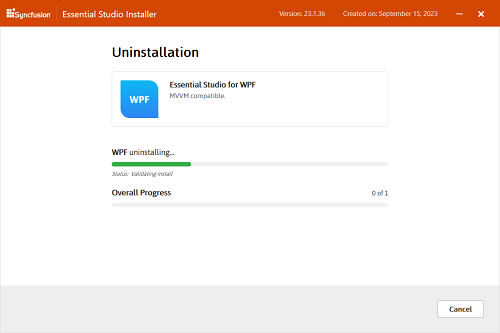 Syncfusion Essential Studio Installer Version: 23.1.36 Created on: September 15, 2023
Uninstallation
WPF
Essential Studio for WPF
MVVM compatible.
WPF uninstalling...
Status: Validating install
Overall Progress 0 of 1
Cancel